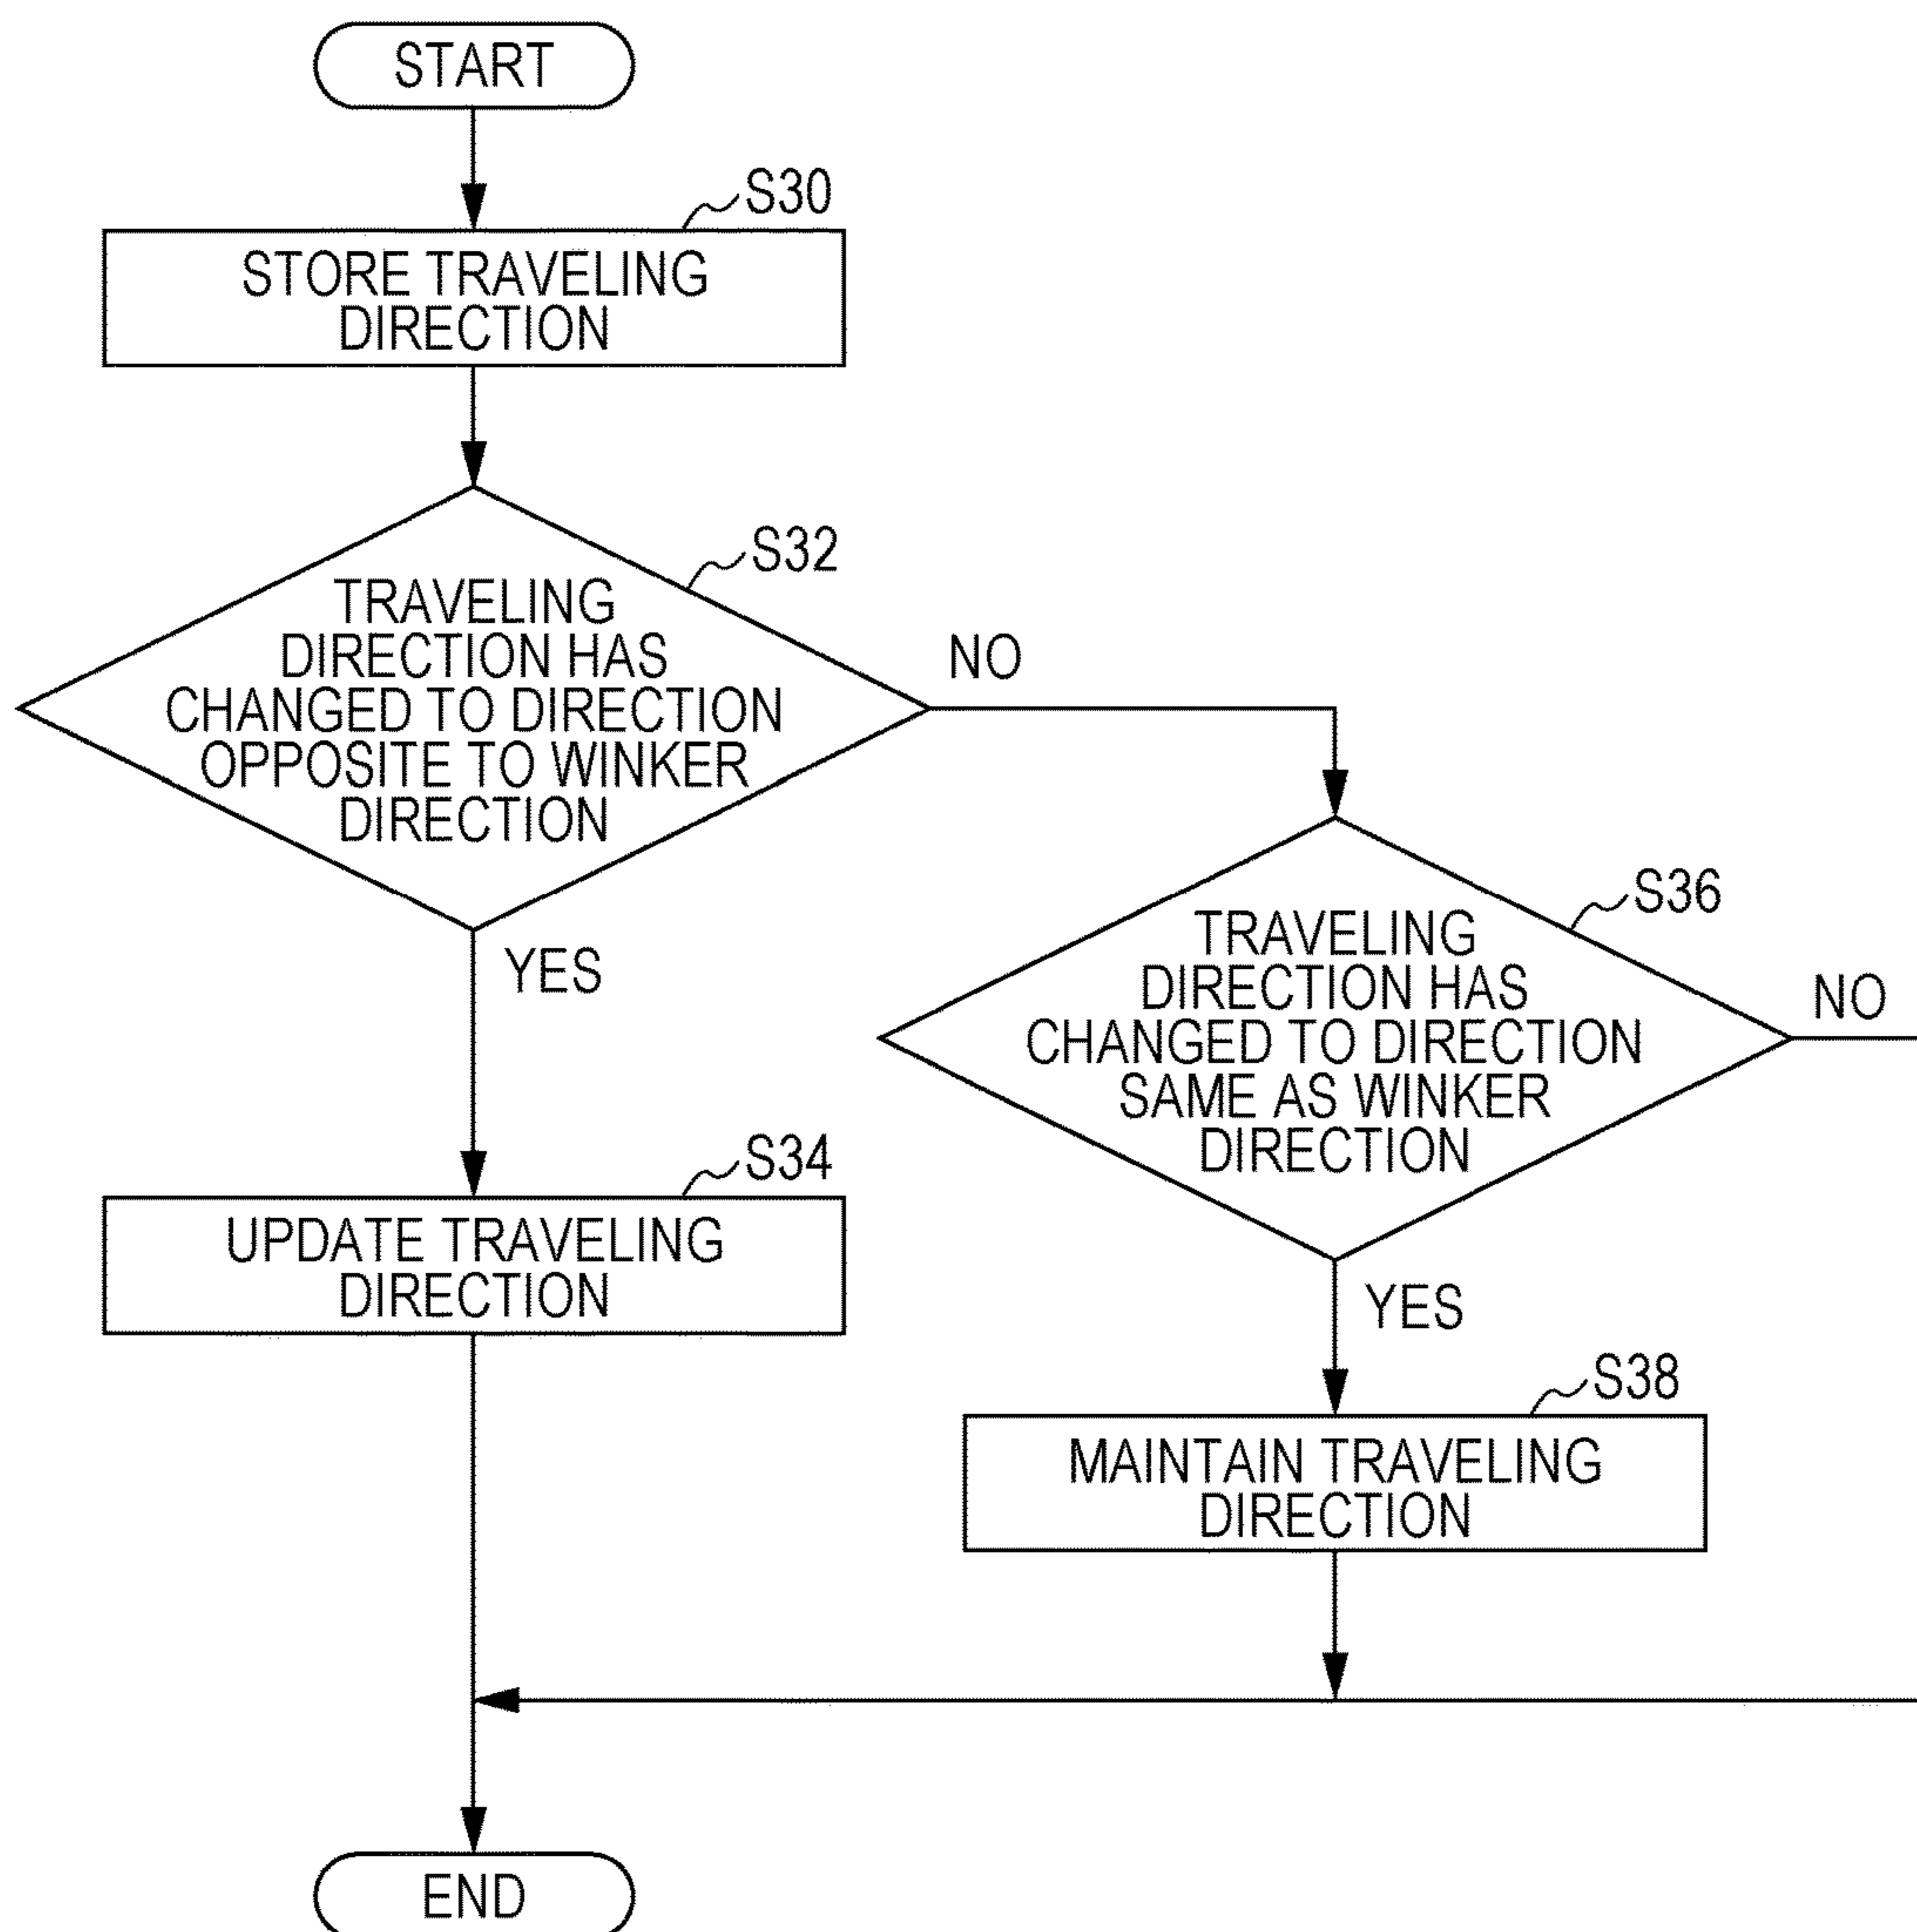 START
S30
STORE TRAVELING
DIRECTION
S32
TRAVELING
DIRECTION HAS
CHANGED TO DIRECTION
OPPOSITE TO WINKER
DIRECTION
NO
YES
S36
TRAVELING
DIRECTION HAS
CHANGED TO DIRECTION
SAME AS WINKER
DIRECTION
NO
YES
S34
UPDATE TRAVELING
DIRECTION
S38
MAINTAIN TRAVELING
DIRECTION
END